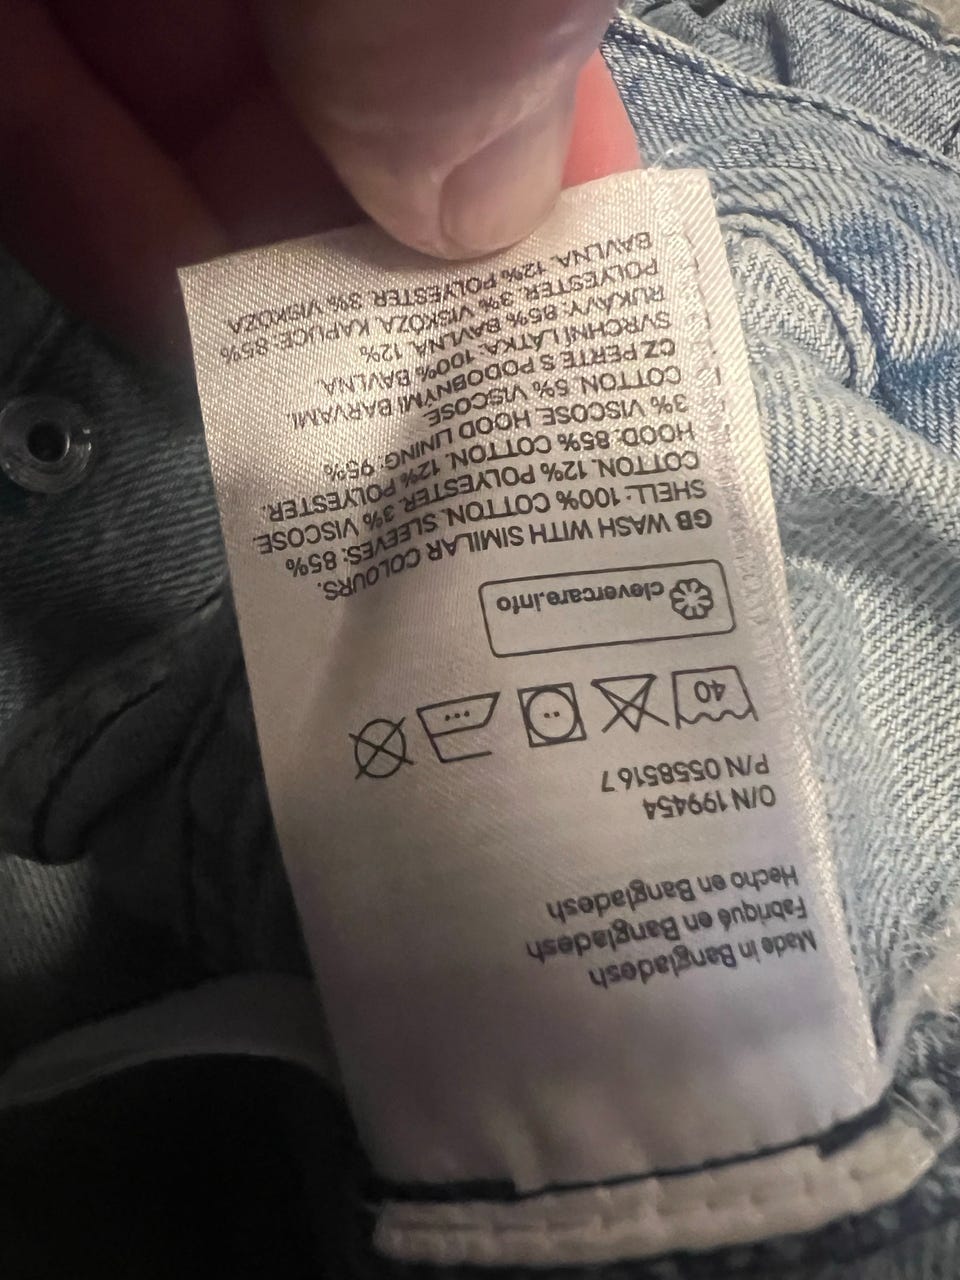 Made in Bangladesh
Fabriqué en Bangladesh
Hecho en Bangladesh
O/N 199454
P/N 0558516 7
40
clevercare.info
GB WASH WITH SIMILAR COLOURS.
SHELL: 100% COTTON. SLEEVES: 85%
COTTON, 12% POLYESTER, 3% VISCOSE.
HOOD: 85% COTTON, 12% POLYESTER,
3% VISCOSE. HOOD LINING: 95%
COTTON, 5% VISCOSE
CZ PERTE S PODOBNÝMI BARVAMI.
SVRCHNÍ LÁTKA: 100% BAVLNA.
RUKÁVY: 85% BAVLNA, 12%
POLYESTER, 3% VISKÓZA. KAPUCE: 85%
BAVLNA, 12% POLYESTER, 3% VISKÓZA